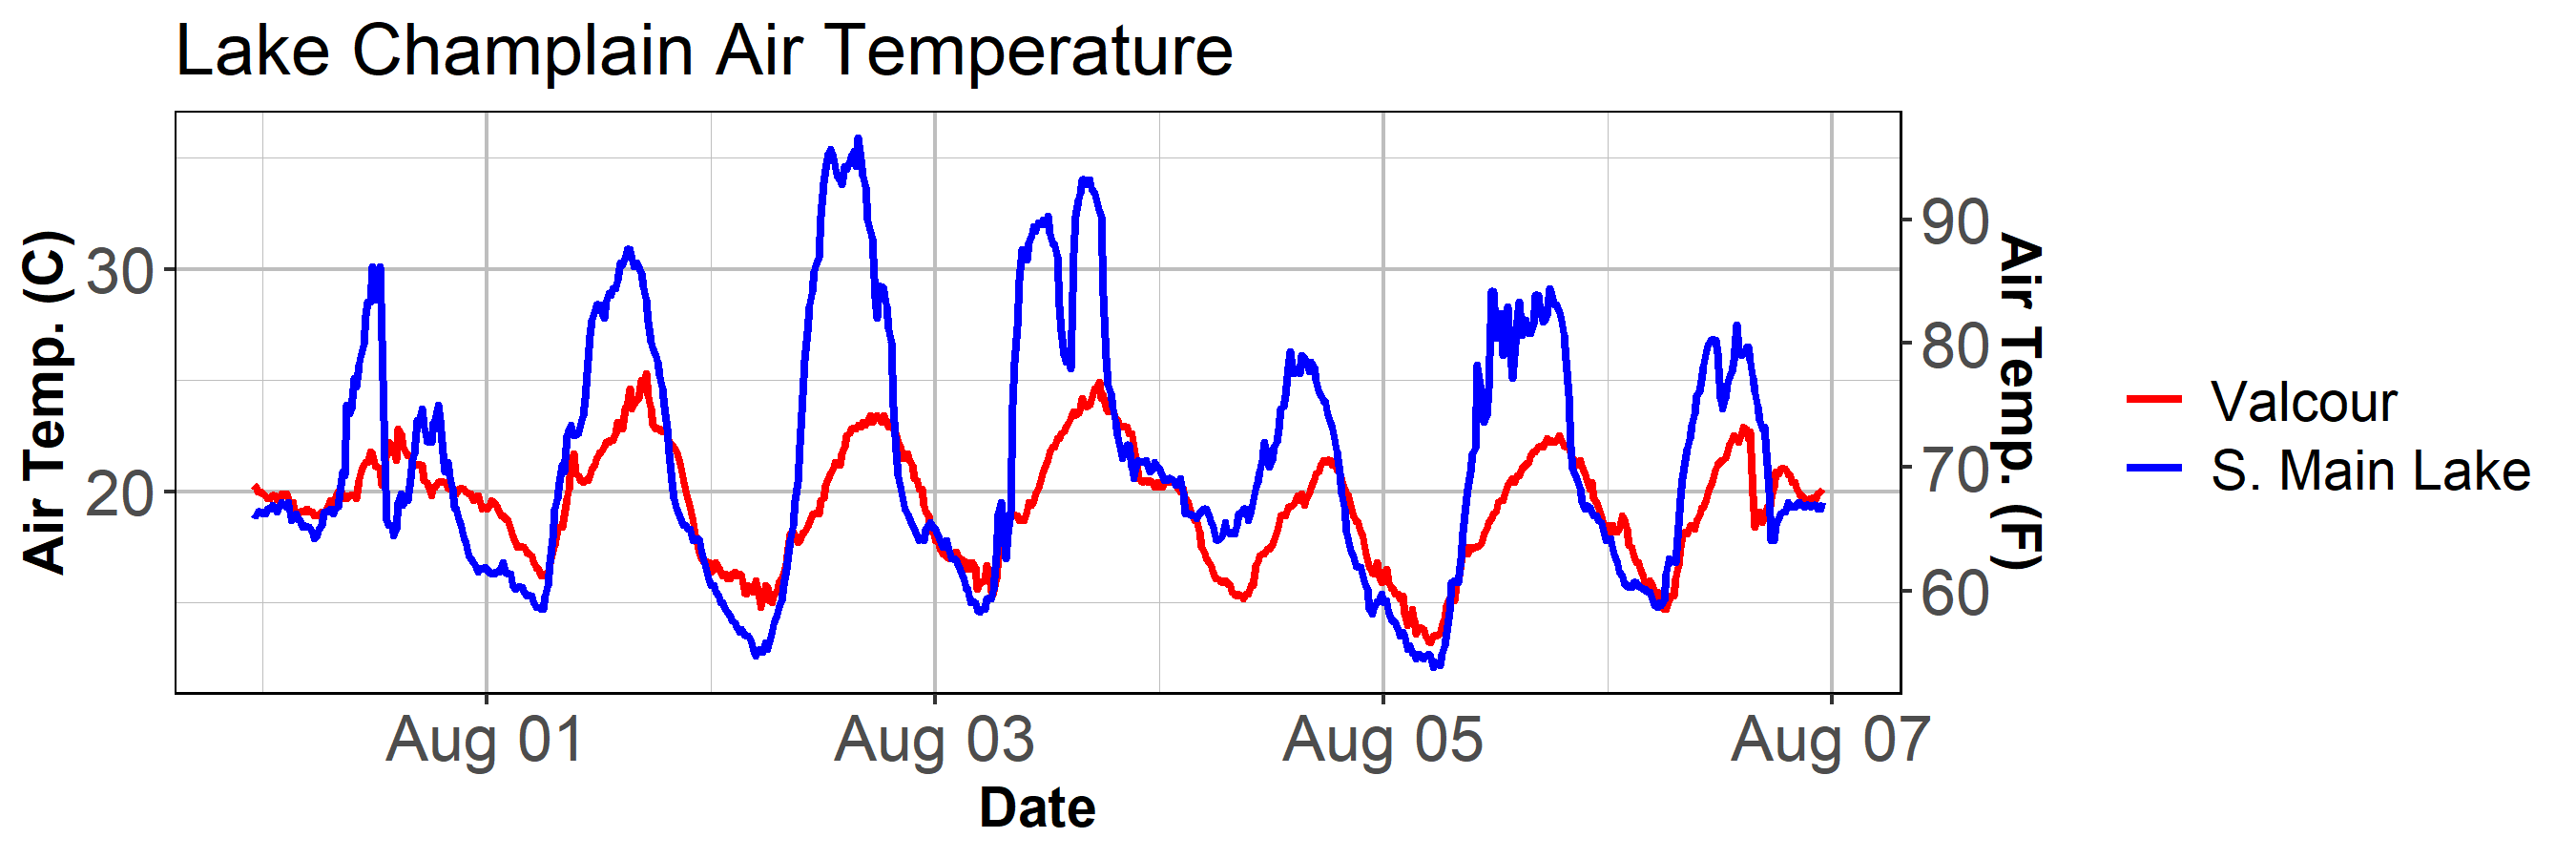 Lake Champlain Air Temperature
Air Temp. (C)
30
20
90
80
70
60
Air Temp. (F)
Aug 01
Aug 03
Aug 05
Aug 07
Date
Valcour
S. Main Lake